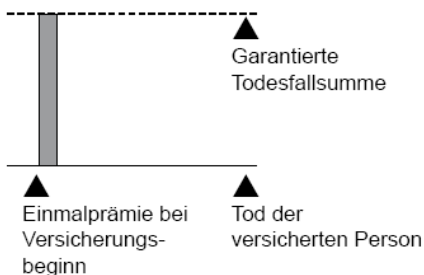 Garantierte
Todesfallsumme
Einmalprämie bei
Versicherungs-
beginn
Tod der
versicherten Person